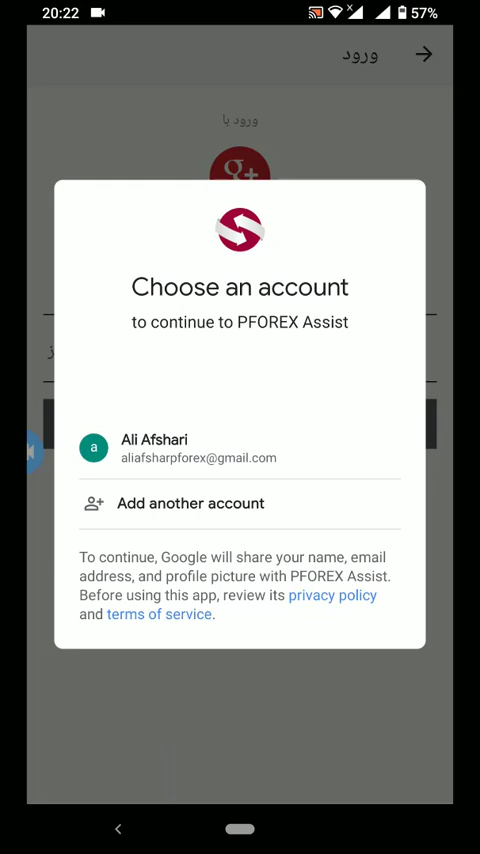 20:22
57%
ورود
ورود با
g+
Choose an account
to continue to PFOREX Assist
a
Ali Afshari
aliafsharpforex@gmail.com
Add another account
To continue, Google will share your name, email
address, and profile picture with PFOREX Assist.
Before using this app, review its privacy policy
and terms of service.